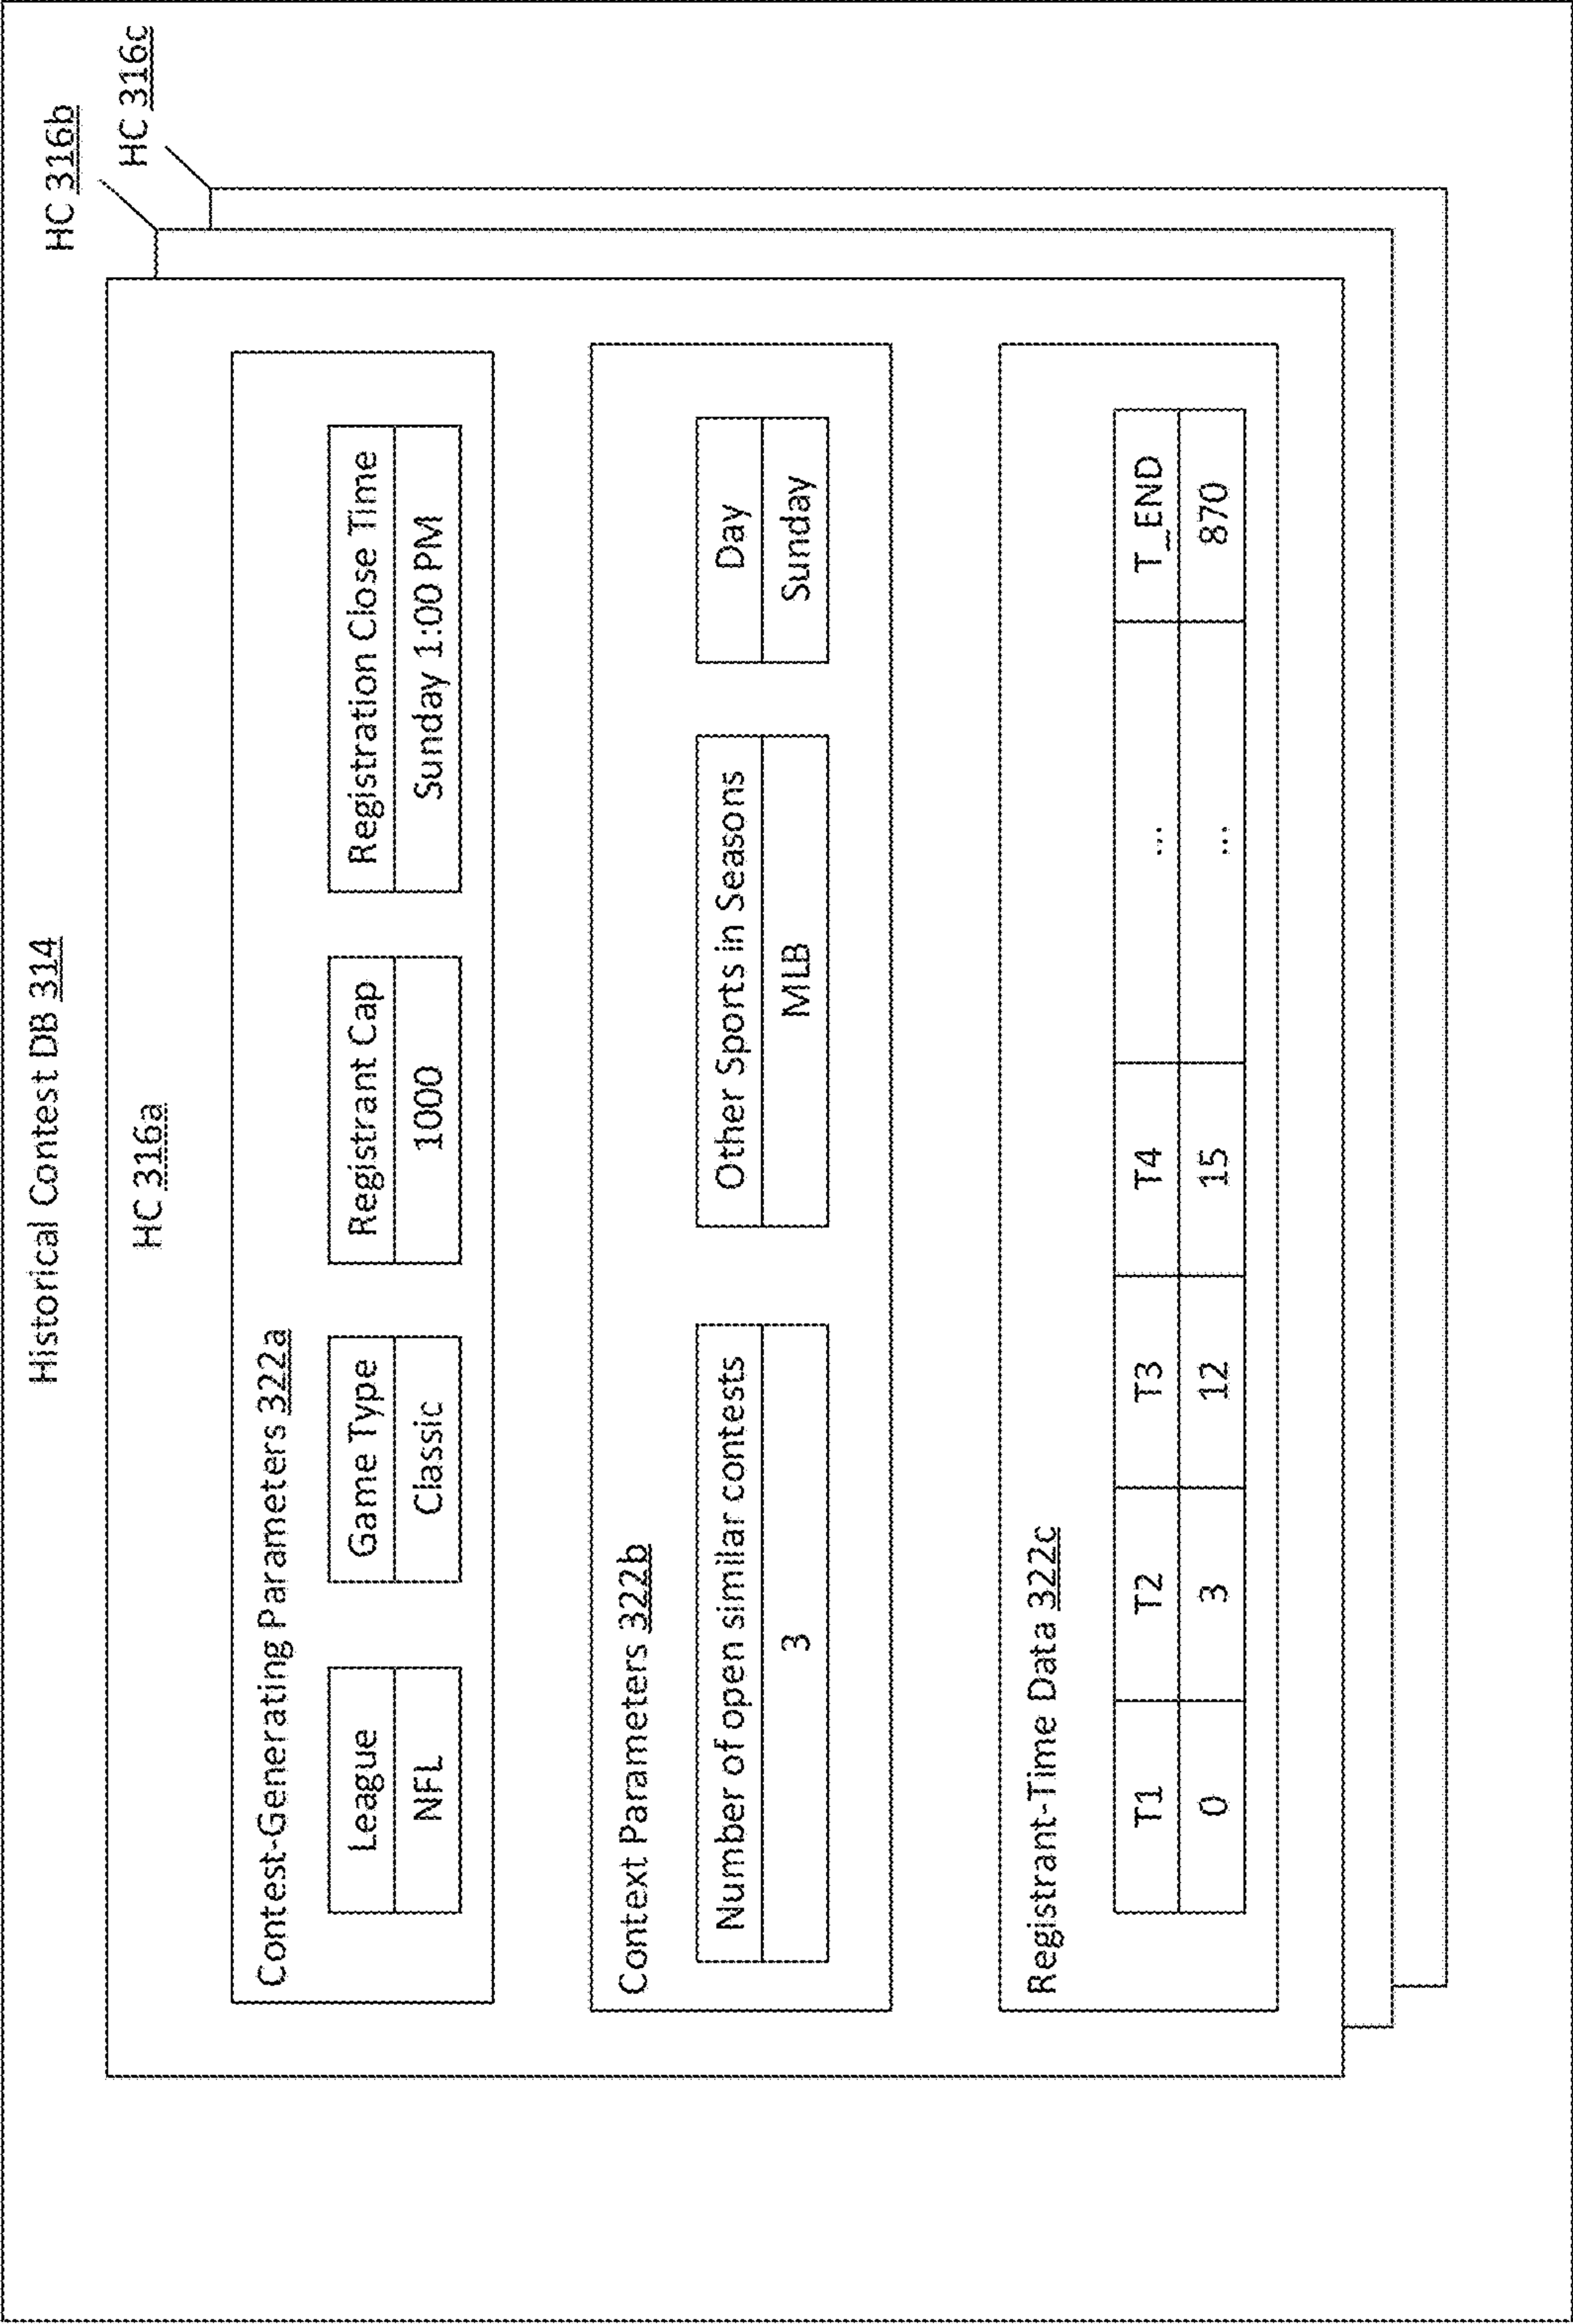 Historical Contest DB 314
HC 316b
HC 316c
HC 316a
Contest-Generating Parameters 322a
League
NFL
Game Type
Classic
Registrant Cap
1000
Registration Close Time
Sunday 1:00 PM
Context Parameters 322b
Number of open similar contests
3
Other Sports in Seasons
MLB
Day
Sunday
Registrant-Time Data 322c
T1 T2 T3 T4 ... T_END
0 3 12 15 ... 870